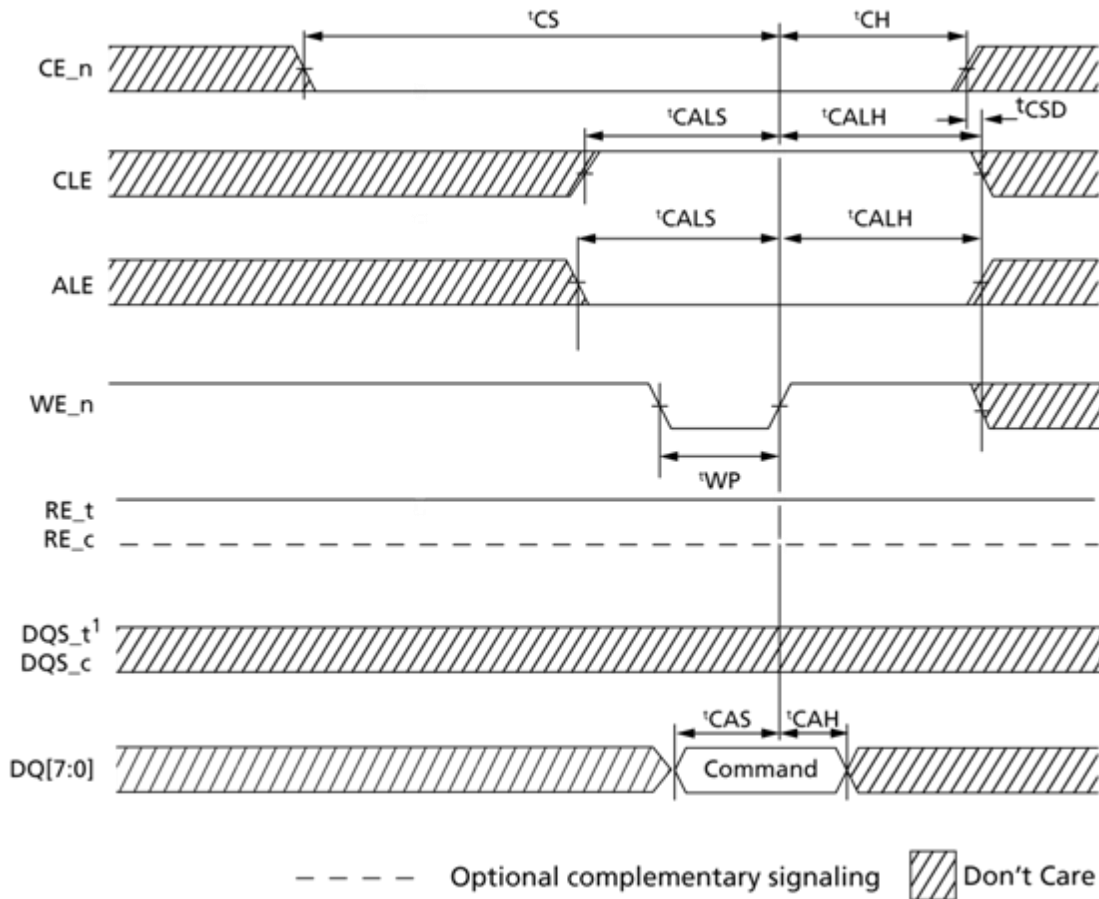 tCS tCH
CE_n
tCSD
tCALS tCALH
CLE
tCALS tCALH
ALE
WE_n
tWP
RE_t
RE_c
DQS_t1
DQS_c
tCAS tCAH
DQ[7:0] Command
Optional complementary signaling Don't Care